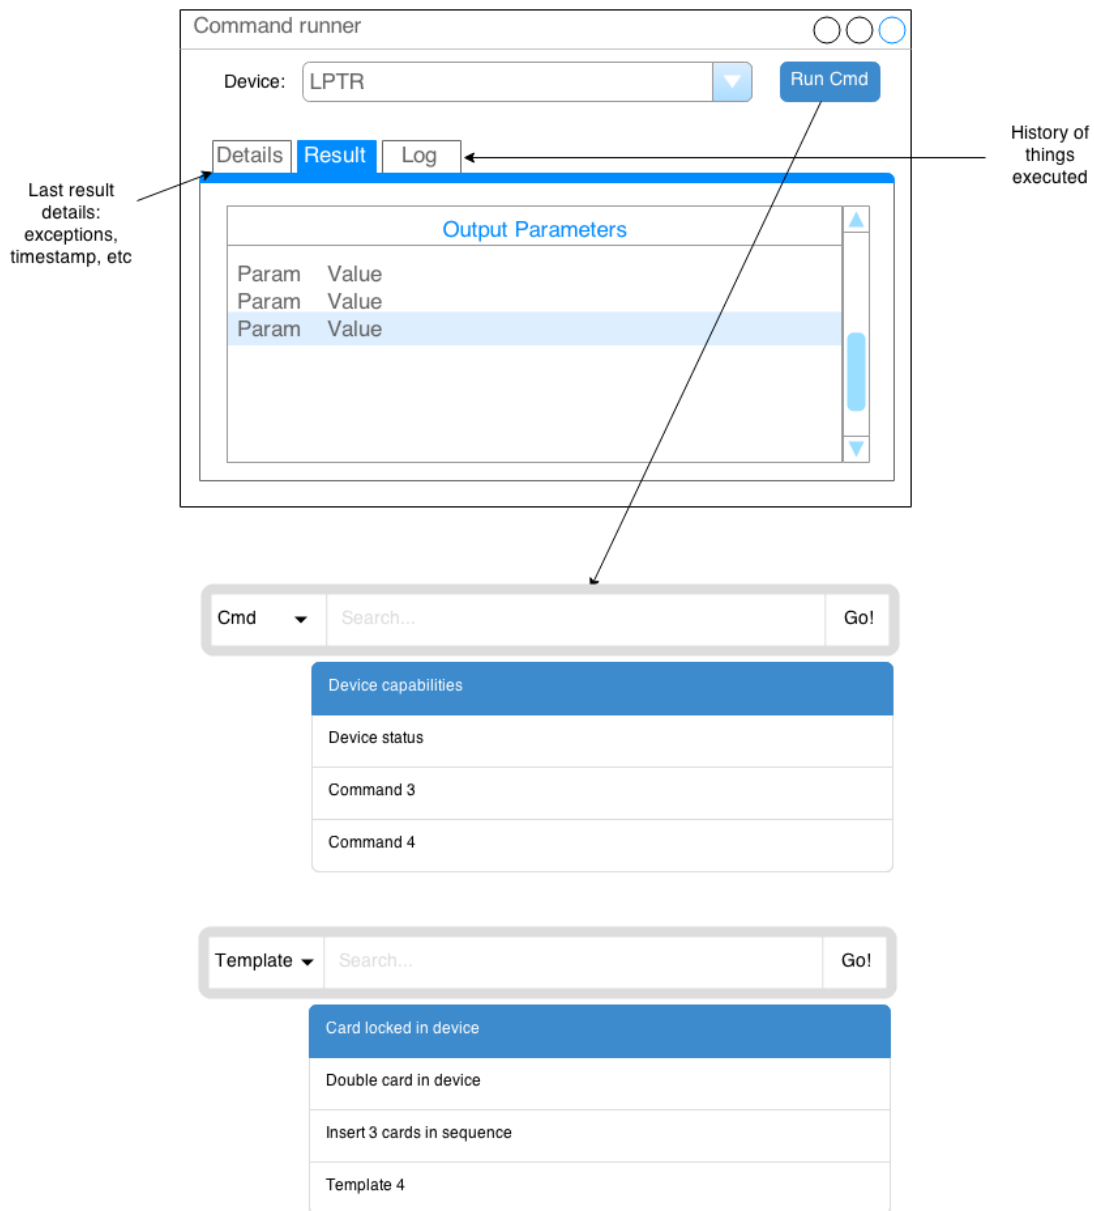 Command runner
Device:
LPTR
Run Cmd
Details
Result
Log
History of
things
executed
Last result
details:
exceptions,
timestamp, etc
Output Parameters
Param Value
Param Value
Param Value
Cmd
Search...
Go!
Device capabilities
Device status
Command 3
Command 4
Template
Search...
Go!
Card locked in device
Double card in device
Insert 3 cards in sequence
Template 4